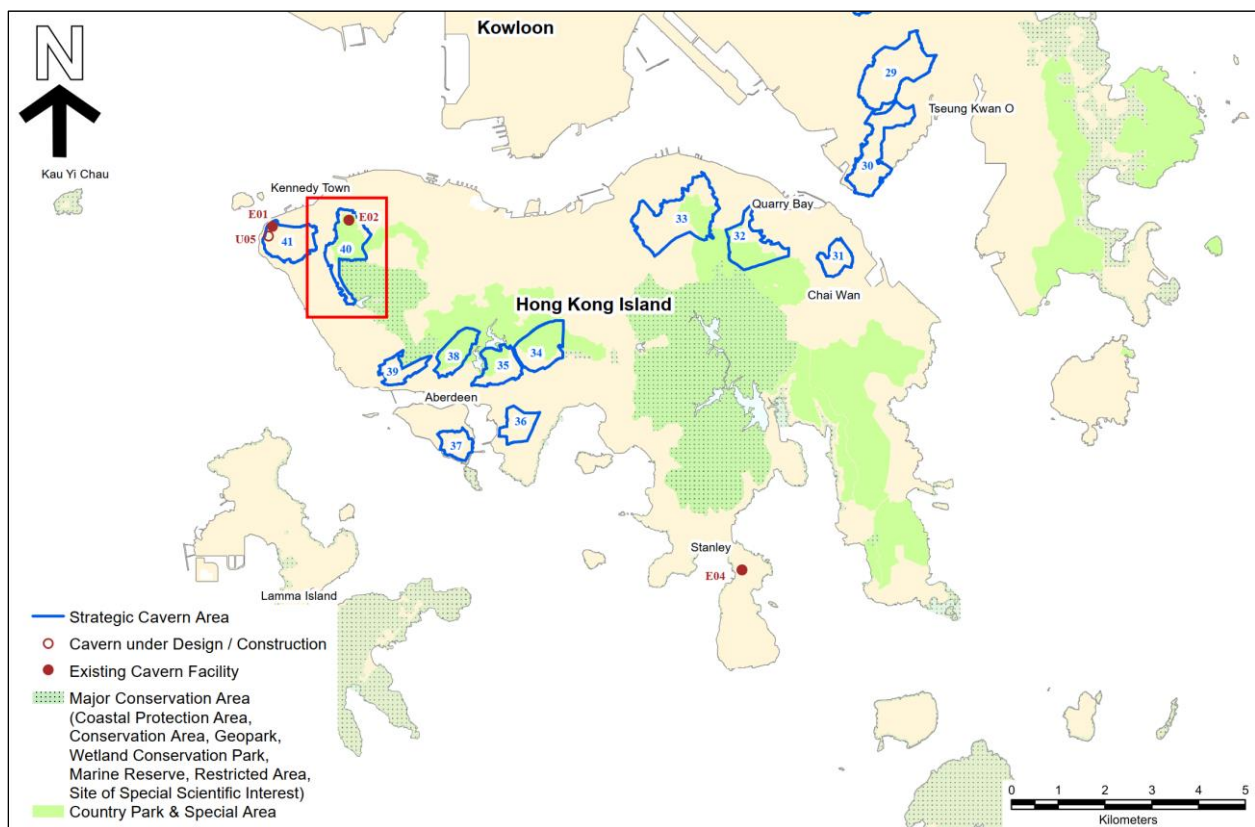 Kowloon
N
29
Tseung Kwan O
30
Kau Yi Chau
Kennedy Town
E01
E02
U05
41
40
33
Quarry Bay
32
31
Chai Wan
Hong Kong Island
38
35
34
39
Aberdeen
36
37
Stanley
E04
Lamma Island
Strategic Cavern Area
Cavern under Design / Construction
Existing Cavern Facility
Major Conservation Area
(Coastal Protection Area,
Conservation Area, Geopark,
Wetland Conservation Park,
Marine Reserve, Restricted Area,
Site of Special Scientific Interest)
Country Park & Special Area
0 1 2 3 4 5
Kilometers